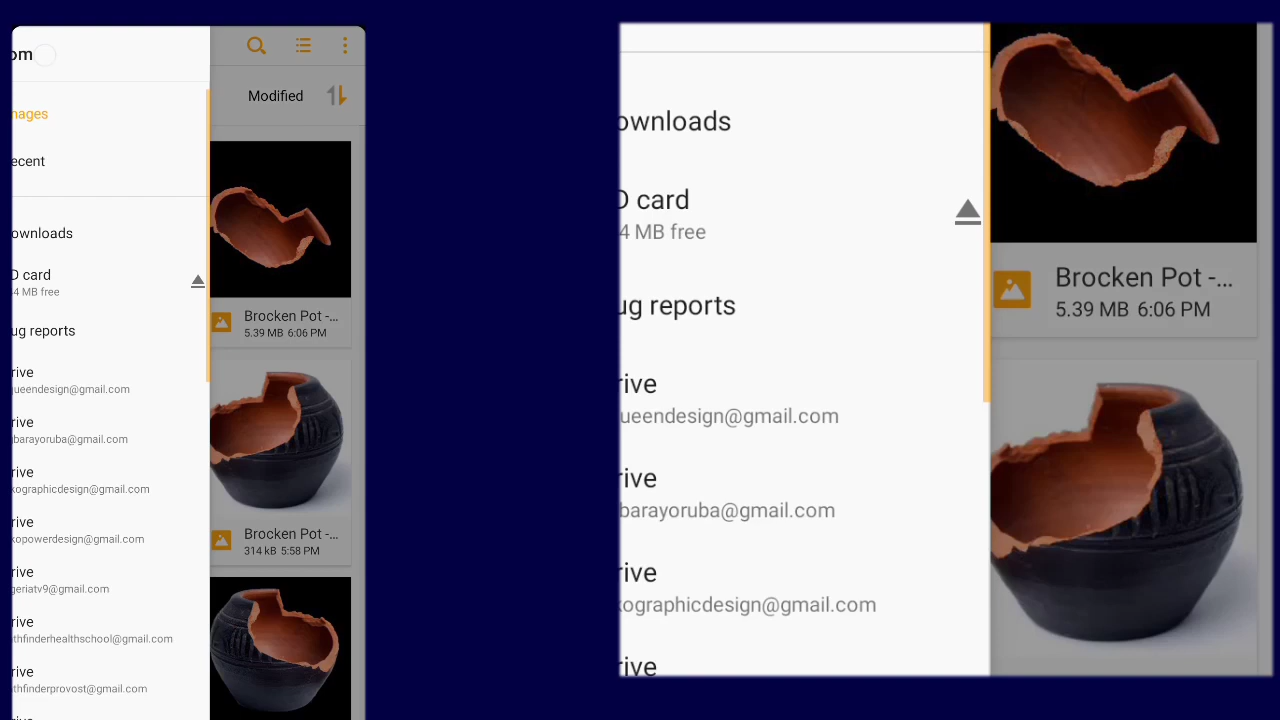 om
Modified
nages
ecent
ownloads
D card
4 MB free
ug reports
rive
ueendesign@gmail.com
rive
barayoruba@gmail.com
rive
kographicdesign@gmail.com
rive
kopowerdesign@gmail.com
rive
geriatv9@gmail.com
rive
thfinderhealthschool@gmail.com
rive
thfinderprovost@gmail.com
Brocken Pot -...
5.39 MB 6:06 PM
Brocken Pot -...
314 kB 5:58 PM
ownloads
D card
4 MB free
ug reports
rive
ueendesign@gmail.com
rive
barayoruba@gmail.com
rive
kographicdesign@gmail.com
rive
Brocken Pot -...
5.39 MB 6:06 PM